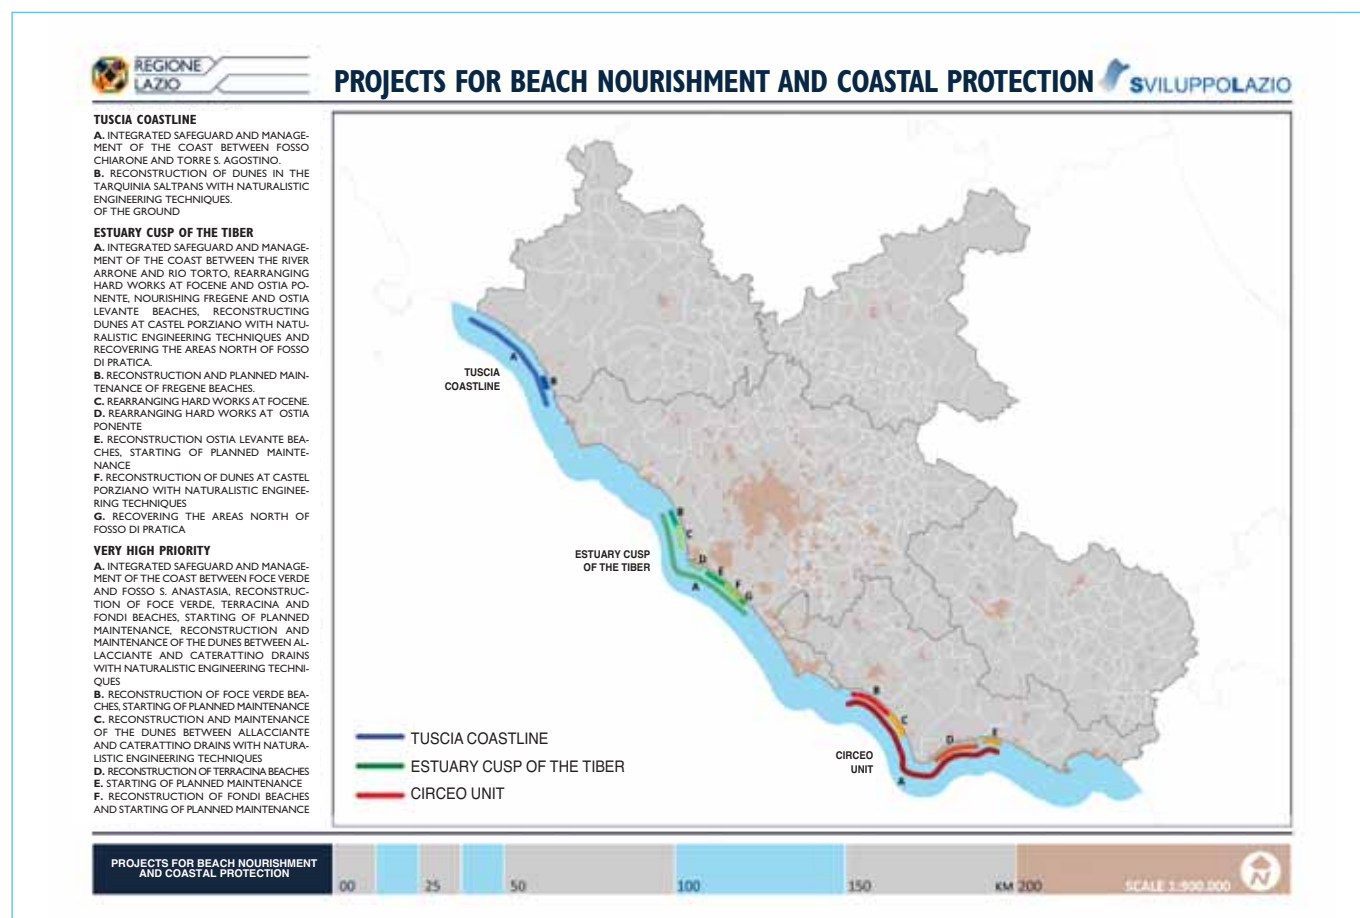 REGIONE
LAZIO
PROJECTS FOR BEACH NOURISHMENT AND COASTAL PROTECTION
SVILUPPOLAZIO
TUSCIA COASTLINE
A. INTEGRATED SAFEGUARD AND MANAGE-
MENT OF THE COAST BETWEEN FOSSO
CHIARONE AND TORRE S. AGOSTINO.
B. RECONSTRUCTION OF DUNES IN THE
TARQUINIA SALTPANS WITH NATURALISTIC
ENGINEERING TECHNIQUES.
OF THE GROUND
ESTUARY CUSP OF THE TIBER
A. INTEGRATED SAFEGUARD AND MANAGE-
MENT OF THE COAST BETWEEN THE RIVER
ARRONE AND RIO TORTO, REARRANGING
HARD WORKS AT FOCENE AND OSTIA PO-
NENTE, NOURISHING FREGENE AND OSTIA
LEVANTE BEACHES, RECONSTRUCTING
DUNES AT CASTEL PORZIANO WITH NATU-
RALISTIC ENGINEERING TECHNIQUES AND
RECOVERING THE AREAS NORTH OF FOSSO
DI PRATICA.
B. RECONSTRUCTION AND PLANNED MAIN-
TENANCE OF FREGENE BEACHES.
C. REARRANGING HARD WORKS AT FOCENE.
D. REARRANGING HARD WORKS AT OSTIA
PONENTE
E. RECONSTRUCTION OSTIA LEVANTE BEA-
CHES, STARTING OF PLANNED MAINTE-
NANCE
F. RECONSTRUCTION OF DUNES AT CASTEL
PORZIANO WITH NATURALISTIC ENGINEE-
RING TECHNIQUES
G. RECOVERING THE AREAS NORTH OF
FOSSO DI PRATICA
VERY HIGH PRIORITY
A. INTEGRATED SAFEGUARD AND MANAGE-
MENT OF THE COAST BETWEEN FOCE VERDE
AND FOSSO S. ANASTASIA, RECONSTRUC-
TION OF FOCE VERDE, TERRACINA AND
FONDI BEACHES, STARTING OF PLANNED
MAINTENANCE, RECONSTRUCTION AND
MAINTENANCE OF THE DUNES BETWEEN AL-
LACCIANTE AND CATERATTINO DRAINS
WITH NATURALISTIC ENGINEERING TECHNI-
QUES
B. RECONSTRUCTION OF FOCE VERDE BEA-
CHES, STARTING OF PLANNED MAINTENANCE
C. RECONSTRUCTION AND MAINTENANCE
OF THE DUNES BETWEEN ALLACCIANTE
AND CATERATTINO DRAINS WITH NATURA-
LISTIC ENGINEERING TECHNIQUES
D. RECONSTRUCTION OF TERRACINA BEACHES
E. STARTING OF PLANNED MAINTENANCE
F. RECONSTRUCTION OF FONDI BEACHES
AND STARTING OF PLANNED MAINTENANCE
A
B
TUSCIA
COASTLINE
B
C
D
E
F
G
A
ESTUARY CUSP
OF THE TIBER
B
C
D
E
A
CIRCEO
UNIT
TUSCIA COASTLINE
ESTUARY CUSP OF THE TIBER
CIRCEO UNIT
PROJECTS FOR BEACH NOURISHMENT
AND COASTAL PROTECTION
00 25 50 100 150 KM 200 SCALE 1:900.000 N